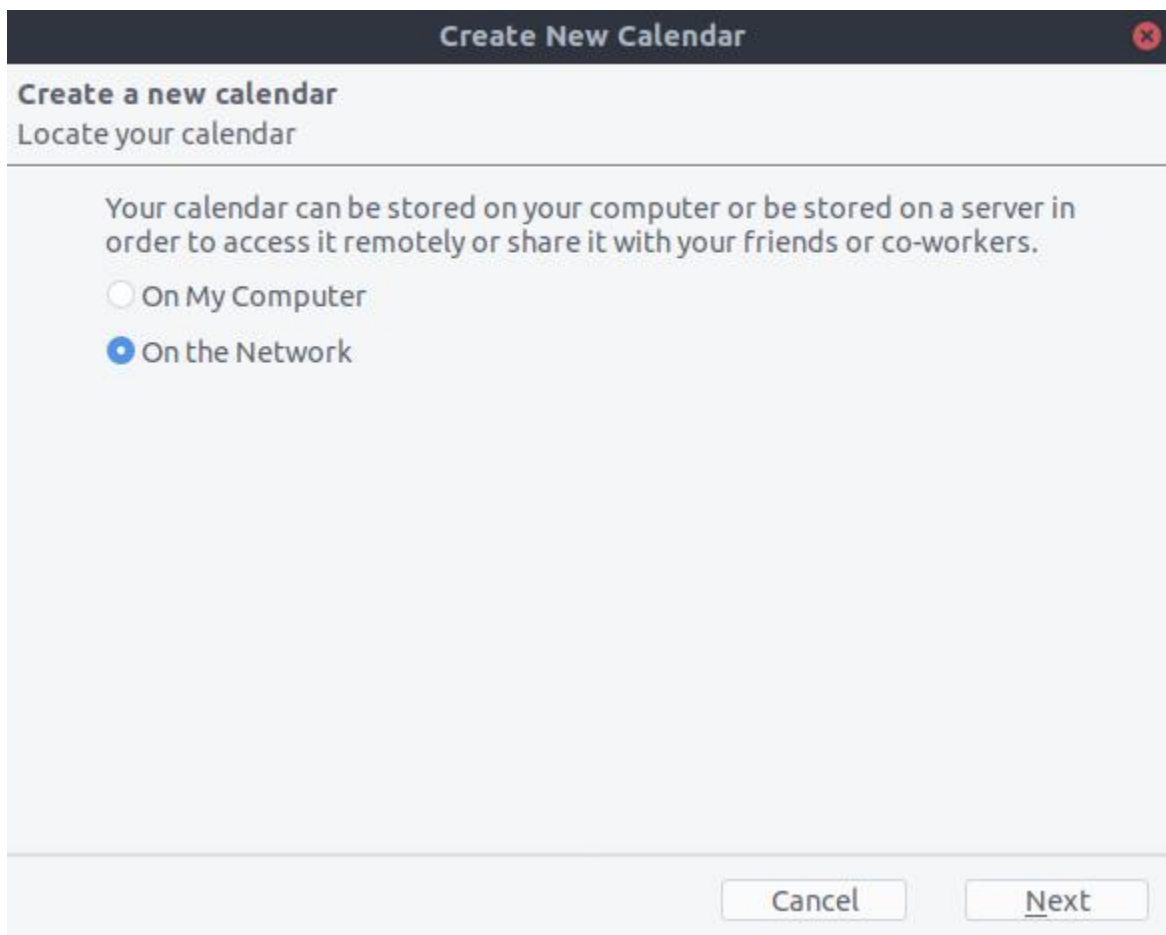 Create New Calendar
Create a new calendar
Locate your calendar
Your calendar can be stored on your computer or be stored on a server in
order to access it remotely or share it with your friends or co-workers.
On My Computer
On the Network
Cancel
Next